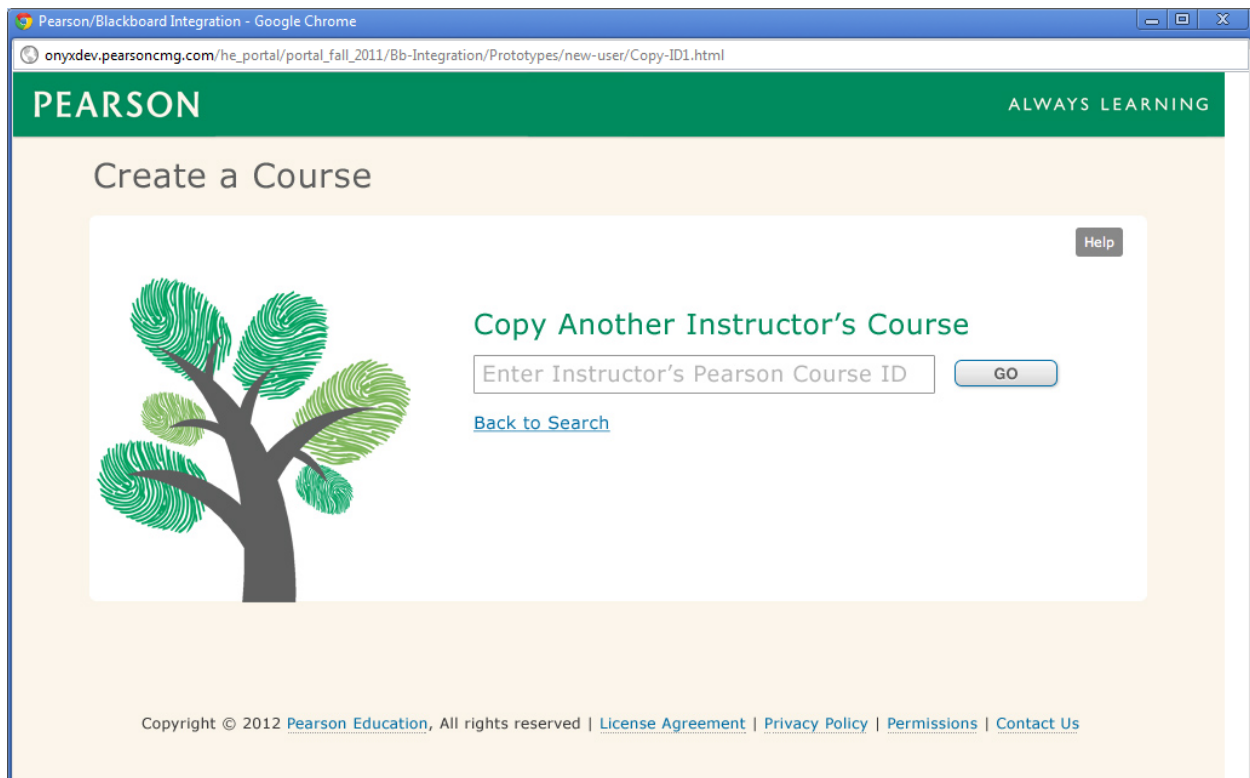 Pearson/Blackboard Integration - Google Chrome
onyxdev.pearsoncmg.com/he_portal/portal_fall_2011/Bb-Integration/Prototypes/new-user/Copy-ID1.html
PEARSON ALWAYS LEARNING
Create a Course
Help
Copy Another Instructor’s Course
Enter Instructor's Pearson Course ID GO
Back to Search
Copyright © 2012 Pearson Education, All rights reserved | License Agreement | Privacy Policy | Permissions | Contact Us